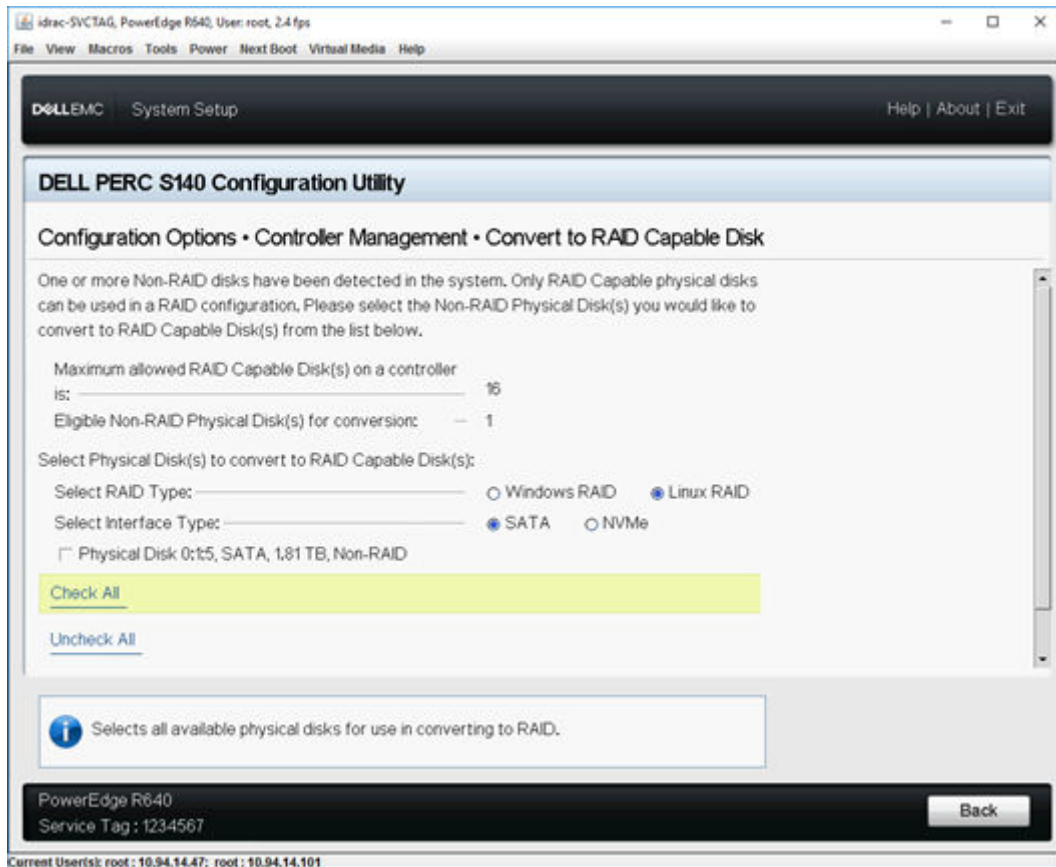 idrac-SVCTAG, PowerEdge R640, User: root, 2.4 fps
File View Macros Tools Power Next Boot Virtual Media Help
DELLEMC System Setup
Help | About | Exit
DELL PERC S140 Configuration Utility
Configuration Options • Controller Management • Convert to RAID Capable Disk
One or more Non-RAID disks have been detected in the system. Only RAID Capable physical disks
can be used in a RAID configuration. Please select the Non-RAID Physical Disk(s) you would like to
convert to RAID Capable Disk(s) from the list below.
Maximum allowed RAID Capable Disk(s) on a controller
is: 16
Eligible Non-RAID Physical Disk(s) for conversion: 1
Select Physical Disk(s) to convert to RAID Capable Disk(s):
Select RAID Type: Windows RAID Linux RAID
Select Interface Type: SATA NVMe
Physical Disk 0:1:5, SATA, 1.81 TB, Non-RAID
Check All
Uncheck All
Selects all available physical disks for use in converting to RAID.
PowerEdge R640
Service Tag : 1234567
Back
Current User(s): root : 10.94.14.47; root : 10.94.14.101